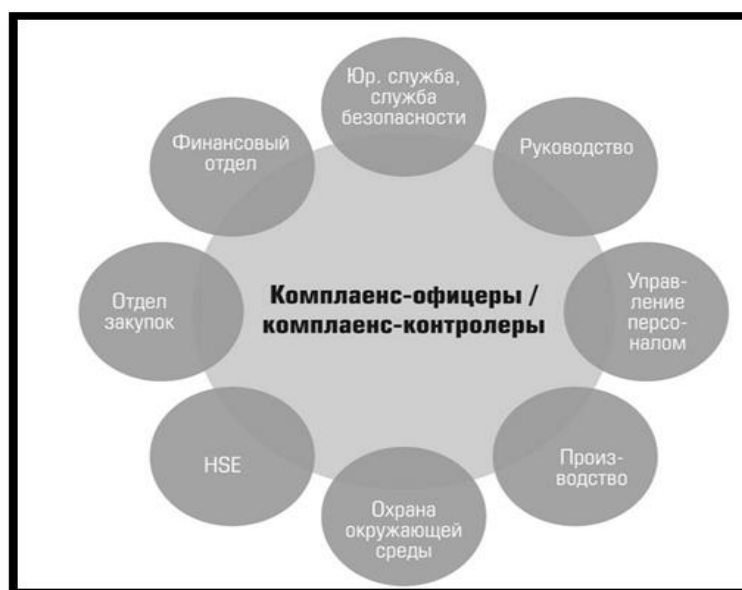 Юр. служба,
служба
безопасности
Финансовый
отдел
Руководство
Отдел
закупок
Комплаенс-офицеры /
комплаенс-контролеры
Управ-
ление
персо-
налом
HSE
Произ-
водство
Охрана
окружающей
среды